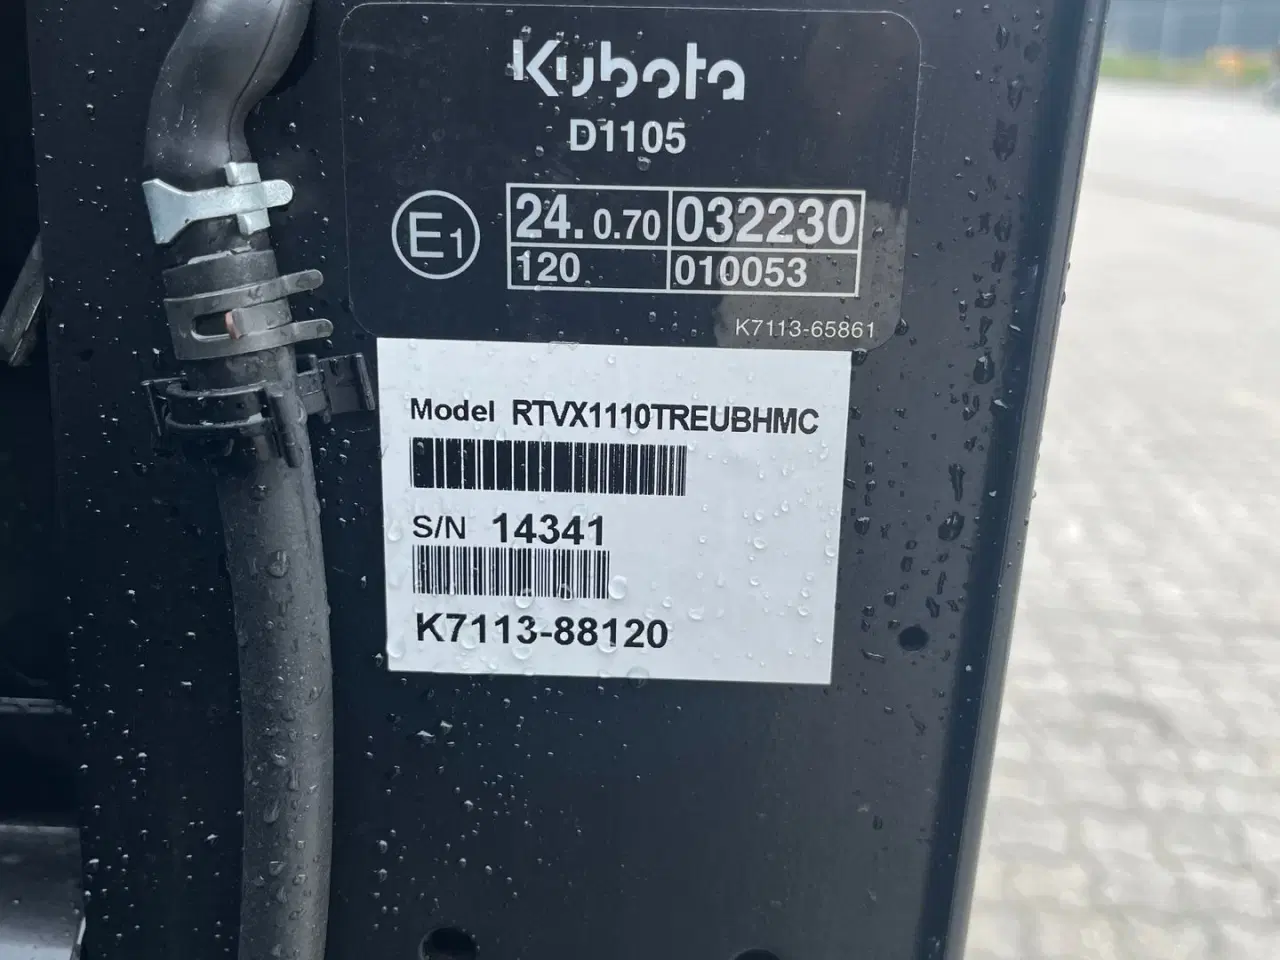 Kubota
D1105
E1
24. 0.70 032230
120 010053
K7113-65861
Model RTVX1110TREUBHMC
S/N 14341
K7113-88120